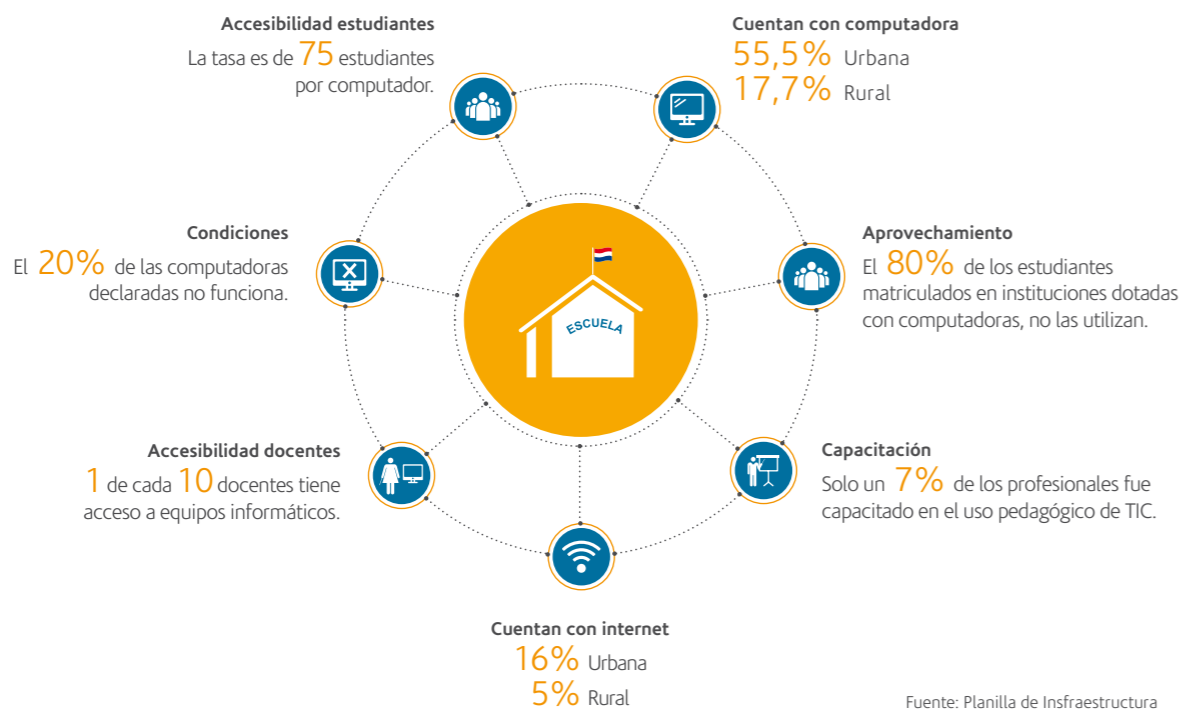 Accesibilidad estudiantes
La tasa es de 75 estudiantes
por computador.
Cuentan con computadora
55,5% Urbana
17,7% Rural
Condiciones
El 20% de las computadoras
declaradas no funciona.
Aprovechamiento
El 80% de los estudiantes
matriculados en instituciones dotadas
con computadoras, no las utilizan.
ESCUELA
Accesibilidad docentes
1 de cada 10 docentes tiene
acceso a equipos informáticos.
Capacitación
Solo un 7% de los profesionales fue
capacitado en el uso pedagógico de TIC.
Cuentan con internet
16% Urbana
5% Rural
Fuente: Planilla de Insfraestructura